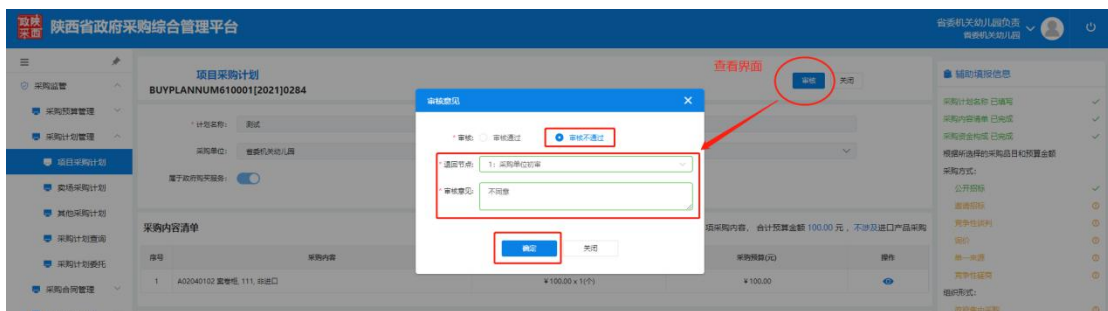 政陕
采西
陕西省政府采购综合管理平台
省委机关幼儿园负责
省委机关幼儿园
采购监管
采购预算管理
采购计划管理
项目采购计划
卖场采购计划
其他采购计划
采购计划查询
采购计划委托
采购合同管理
项目采购计划
BUYPLANNUM610001[2021]0284
查看界面
审核
关闭
* 计划名称: 测试
采购单位: 省委机关幼儿园
属于政府购买服务:
审核意见
* 审核: 审核通过 审核不通过
* 退回节点: 1: 采购单位初审
* 审核意见: 不同意
确定
关闭
采购内容清单
项采购内容、 合计预算金额 100.00 元 , 不涉及进口产品采购
序号 采购内容 采购预算(元) 操作
1 A02040102 窗卷柜, 111, 非进口 ¥100.00 x 1(个) ¥100.00
辅助填报信息
采购计划名称 已填写
采购内容清单 已完成
采购资金构成 已完成
根据所选择的采购品目和预算金额
采购方式:
公开招标
邀请招标
竞争性谈判
询价
单一来源
竞争性磋商
组织形式: